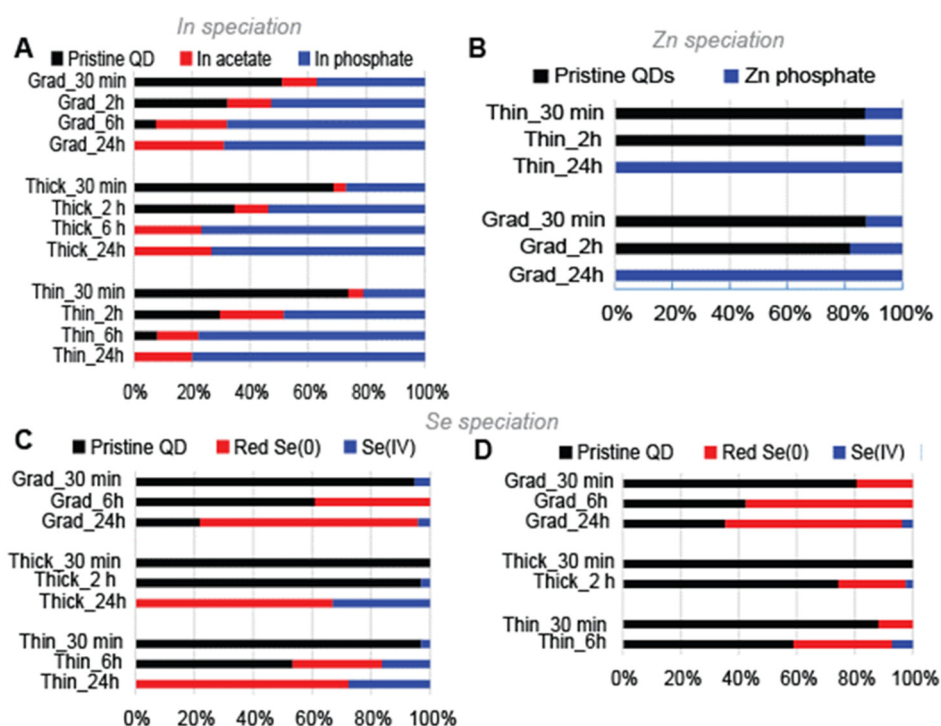 In speciation
A
Pristine QD In acetate In phosphate
Grad_30 min
Grad_2h
Grad_6h
Grad_24h
Thick_30 min
Thick_2 h
Thick_6 h
Thick_24h
Thin_30 min
Thin_2h
Thin_6h
Thin_24h
0% 20% 40% 60% 80% 100%
Zn speciation
B
Pristine QDs Zn phosphate
Thin_30 min
Thin_2h
Thin_24h
Grad_30 min
Grad_2h
Grad_24h
0% 20% 40% 60% 80% 100%
Se speciation
C
Pristine QD Red Se(0) Se(IV)
Grad_30 min
Grad_6h
Grad_24h
Thick_30 min
Thick_2 h
Thick_24h
Thin_30 min
Thin_6h
Thin_24h
0% 20% 40% 60% 80% 100%
D
Pristine QD Red Se(0) Se(IV)
Grad_30 min
Grad_6h
Grad_24h
Thick_30 min
Thick_2 h
Thin_30 min
Thin_6h
0% 20% 40% 60% 80% 100%